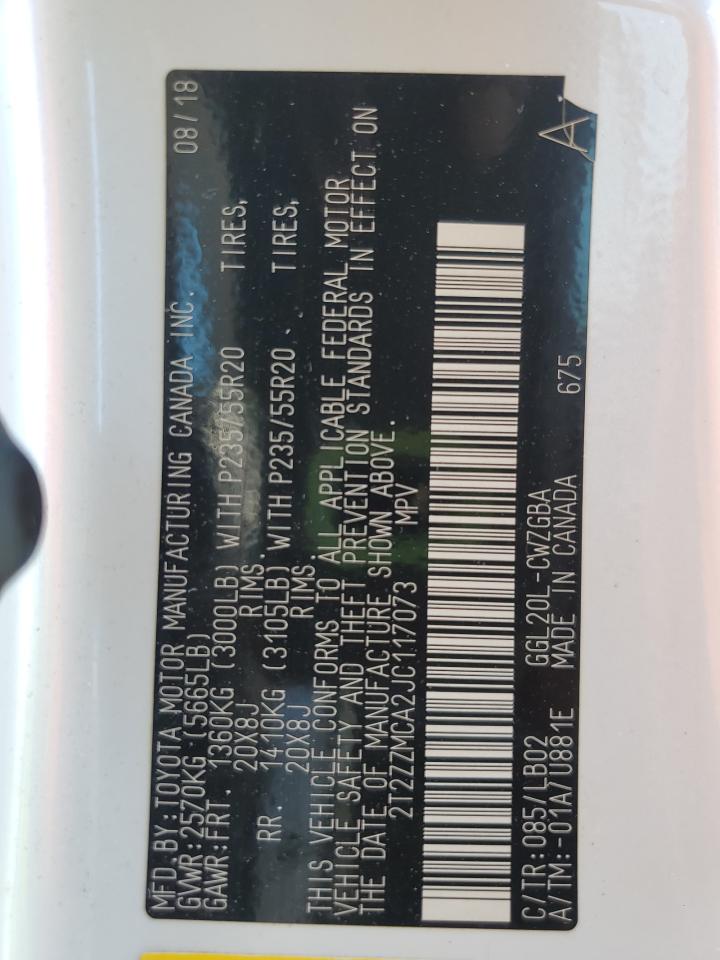 MFD.BY:TOYOTA MOTOR MANUFACTURING CANADA INC. 08/18
GVWR:2570KG (5665LB)
GAWR:FRT. 1360KG (3000LB) WITH P235/55R20 TIRES,
20X8J RIMS
RR. 1410KG (3105LB) WITH P235/55R20 TIRES,
20X8J RIMS
THIS VEHICLE CONFORMS TO ALL APPLICABLE FEDERAL MOTOR
VEHICLE SAFETY AND THEFT PREVENTION STANDARDS IN EFFECT ON
THE DATE OF MANUFACTURE SHOWN ABOVE.
2T2ZZMCA2JC117073 MPV
C/TR:085/LB02 GGL20L-CWZGBA
A/TM:-01A/U881E MADE IN CANADA 675
A